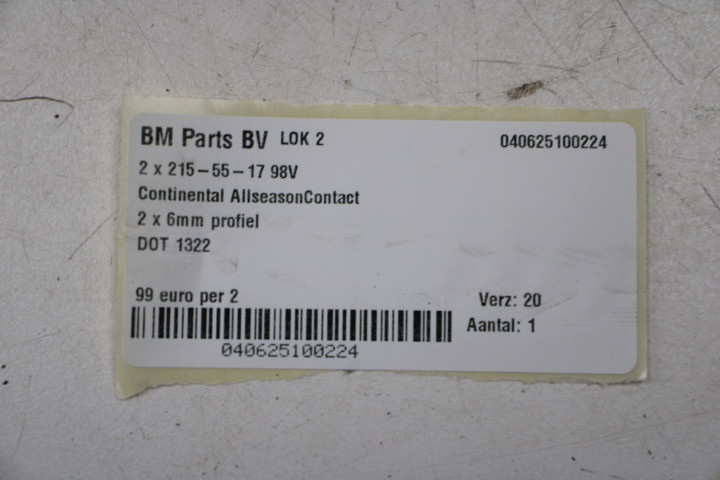 BM Parts BV LOK 2 040625100224
2 x 215-55-17 98V
Continental AllseasonContact
2 x 6mm profiel
DOT 1322
99 euro per 2 Verz: 20
Aantal: 1
040625100224